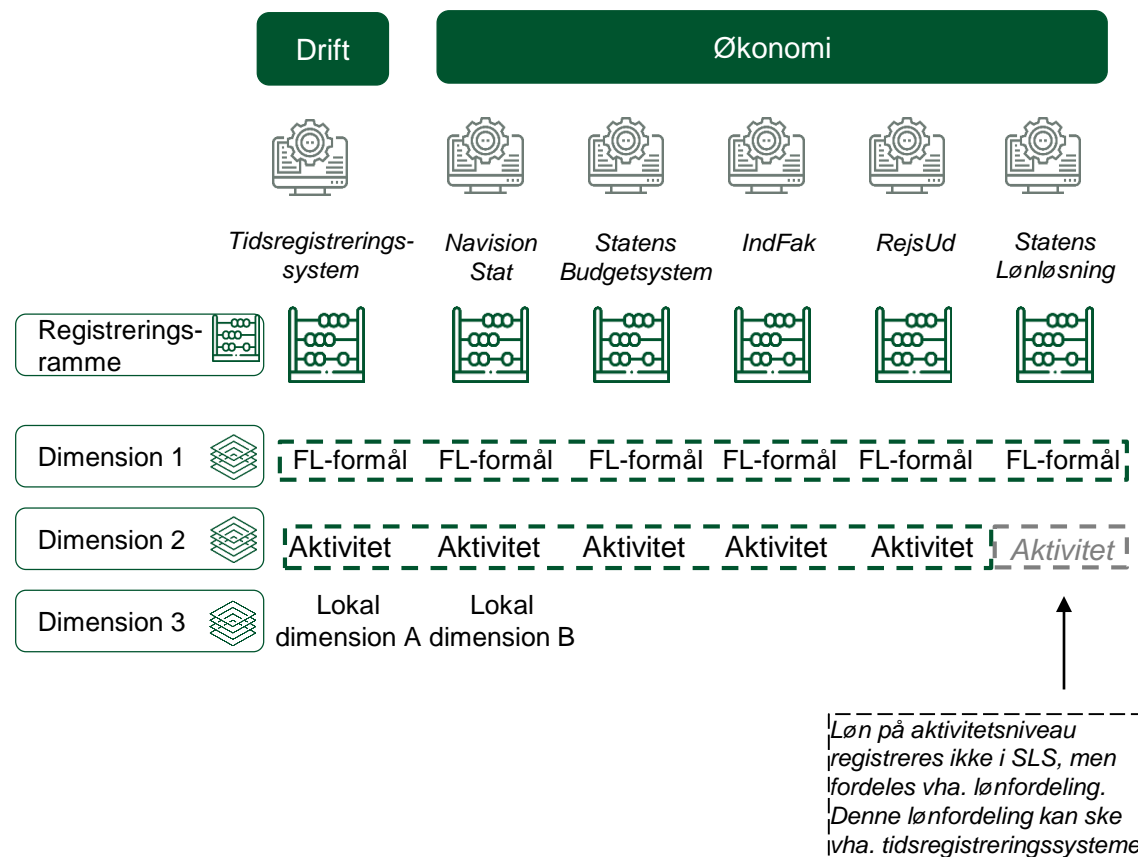 Drift
Økonomi
Tidsregistrerings-
system
Navision
Stat
Statens
Budgetsystem
IndFak
RejsUd
Statens
Lønløsning
Registrerings-
ramme
Dimension 1
FL-formål FL-formål FL-formål FL-formål FL-formål FL-formål
Dimension 2
Aktivitet Aktivitet Aktivitet Aktivitet Aktivitet Aktivitet
Dimension 3
Lokal
dimension A
Lokal
dimension B
Løn på aktivitetsniveau
registreres ikke i SLS, men
fordeles vha. lønfordeling.
Denne lønfordeling kan ske
vha. tidsregistreringssysteme